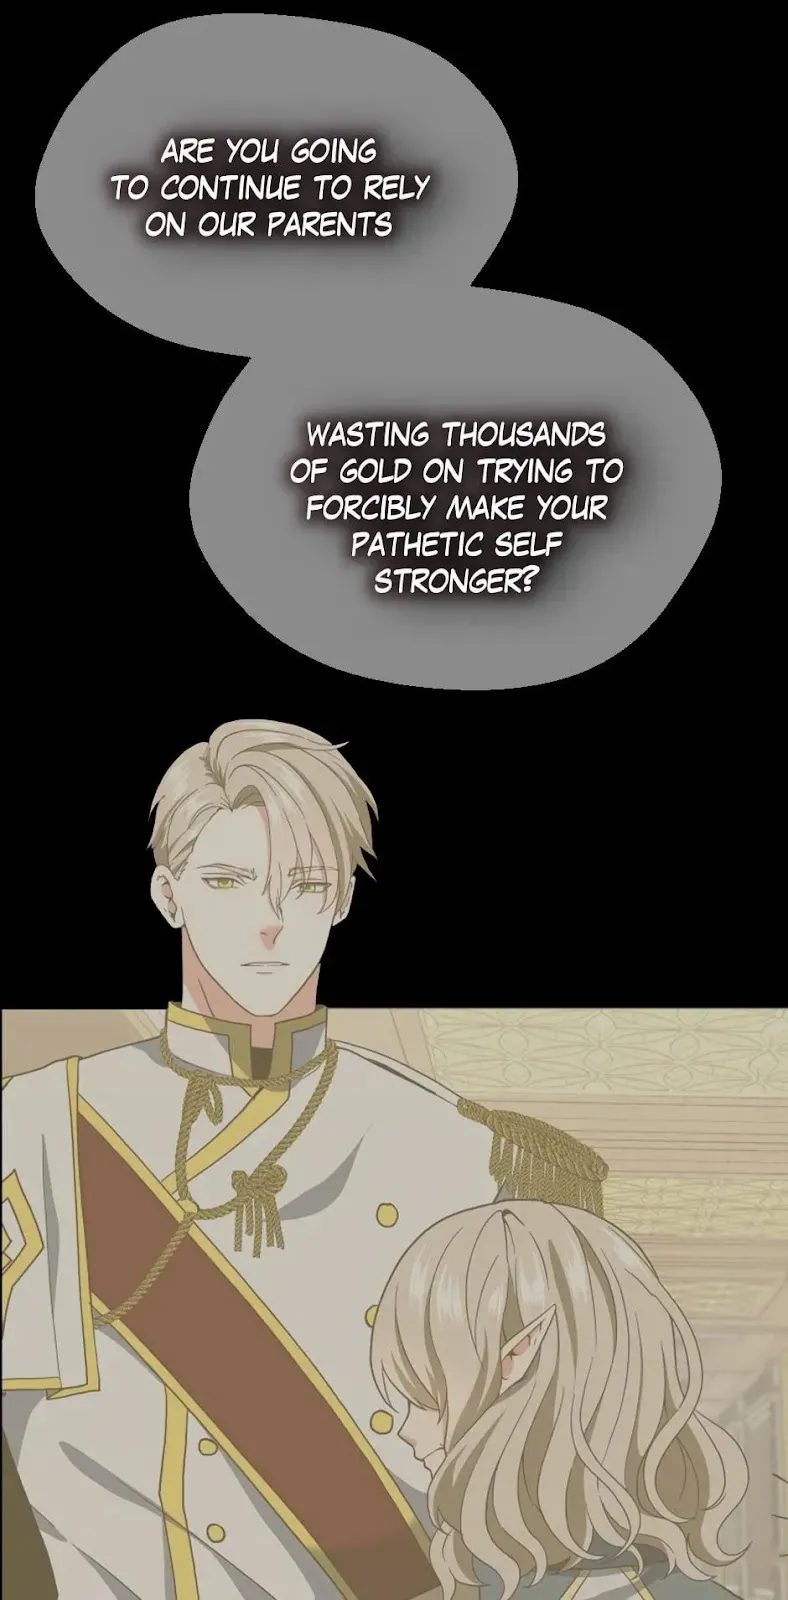 ARE YOU GOING
TO CONTINUE TO RELY
ON OUR PARENTS
WASTING THOUSANDS
OF GOLD ON TRYING TO
FORCIBLY MAKE YOUR
PATHETIC SELF
STRONGER?